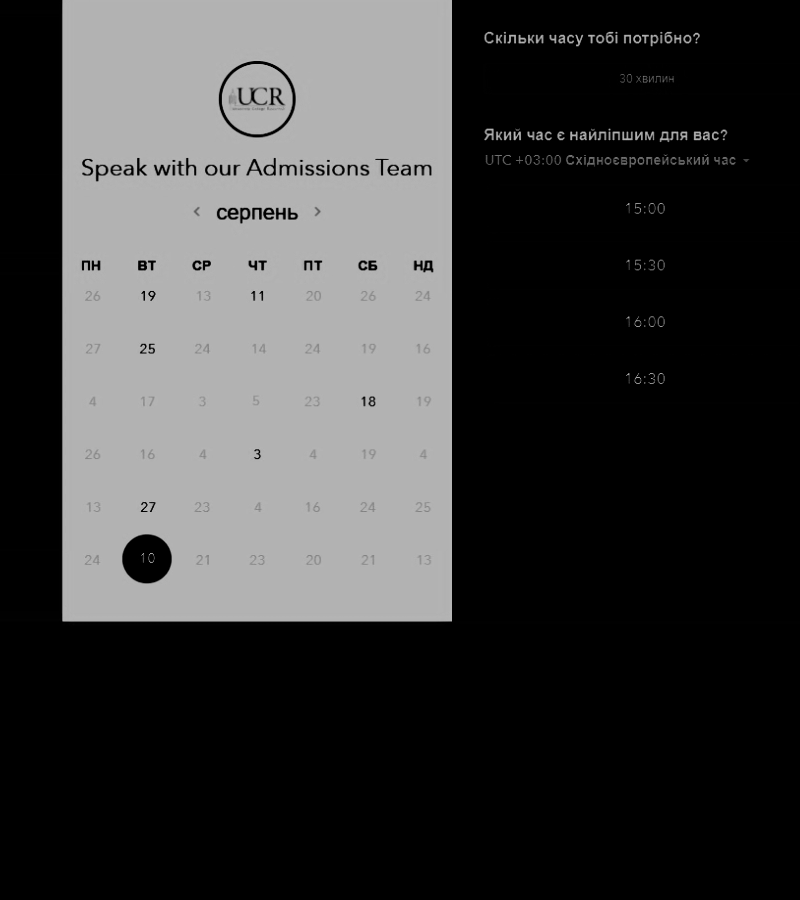 UCR
Speak with our Admissions Team
серпень
ПН ВТ СР ЧТ ПТ СБ НД
26 19 13 11 20 26 24
27 25 24 14 24 19 16
4 17 3 5 23 18 19
26 16 4 3 4 19 4
13 27 23 4 16 24 25
24 10 21 23 20 21 13
Скільки часу тобі потрібно?
30 хвилин
Який час є найліпшим для вас?
UTC +03:00 Східноєвропейський час
15:00
15:30
16:00
16:30